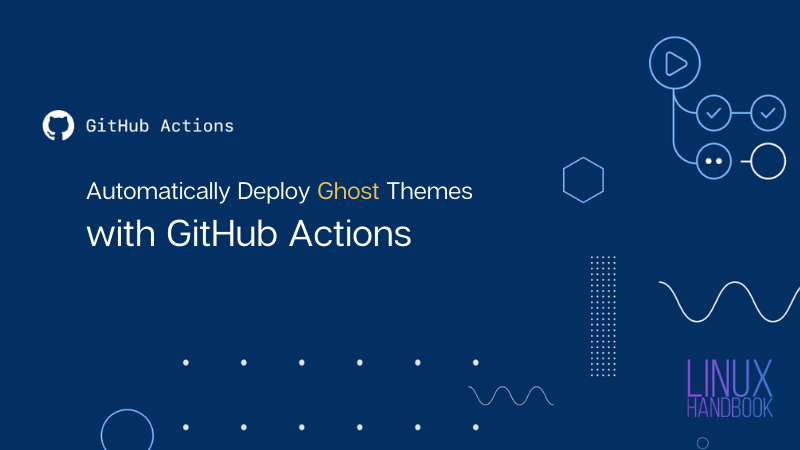 GitHub Actions
Automatically Deploy Ghost Themes
with GitHub Actions
LINUX
HANDBOOK